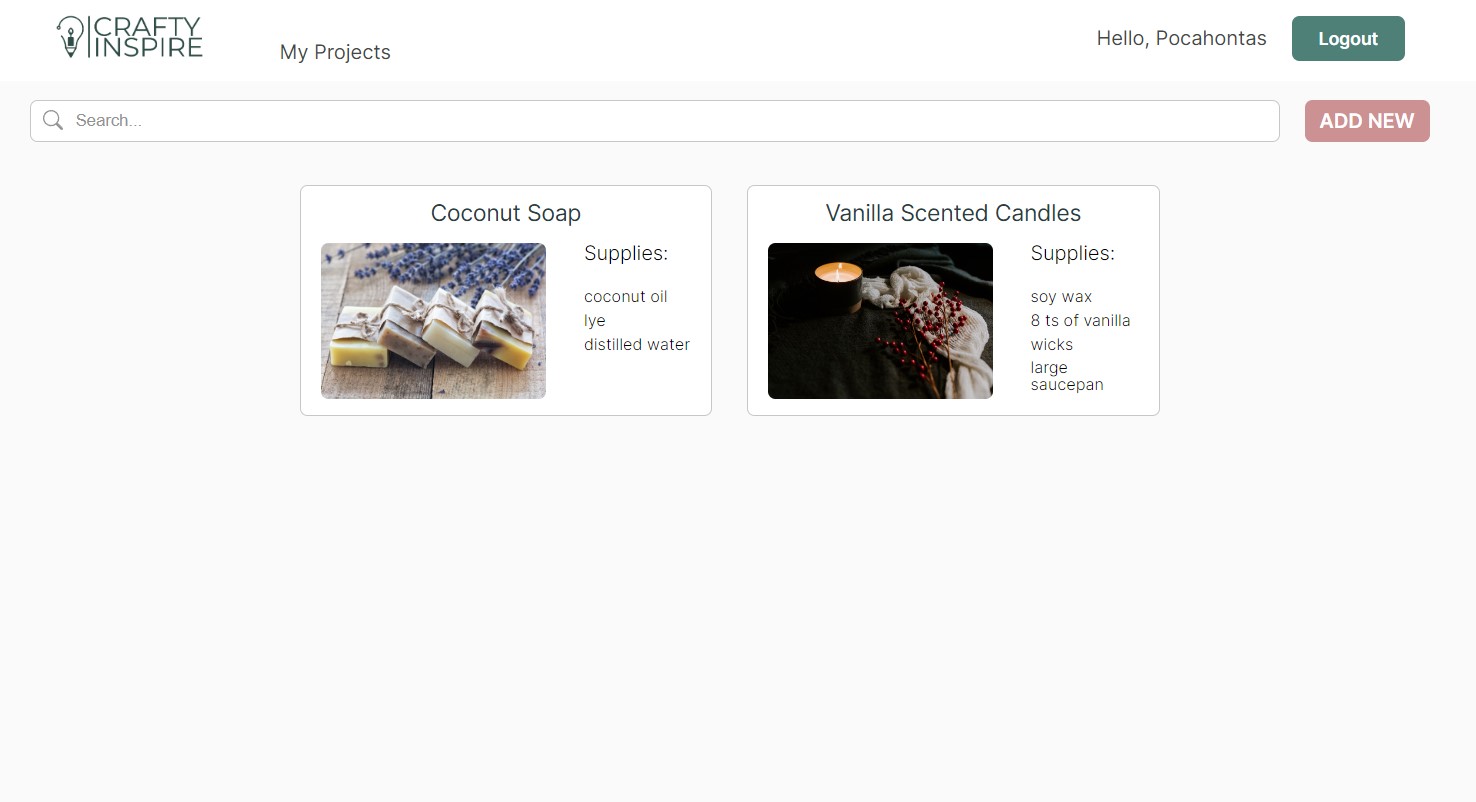 CRAFTY
INSPIRE
My Projects
Hello, Pocahontas
Logout
Search...
ADD NEW
Coconut Soap
Supplies:
coconut oil
lye
distilled water
Vanilla Scented Candles
Supplies:
soy wax
8 ts of vanilla
wicks
large
saucepan